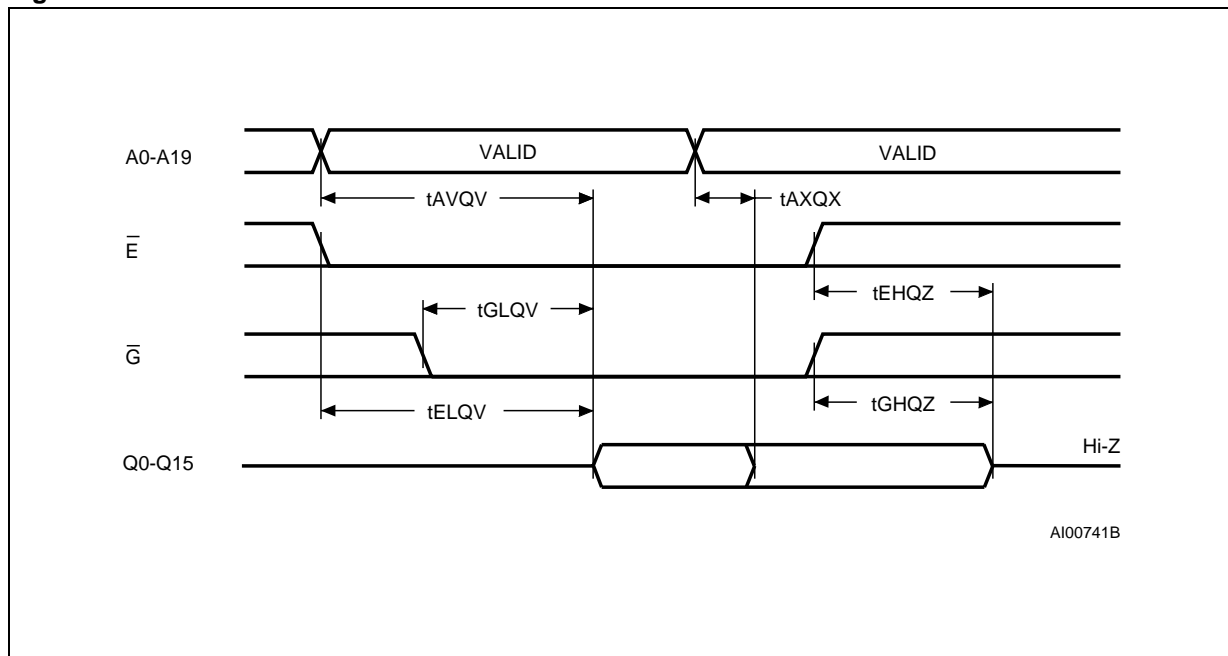 A0-A19
VALID
VALID
tAVQV
tAXQX
E̅
tEHQZ
tGLQV
G̅
tGHQZ
tELQV
Hi-Z
Q0-Q15
AI00741B